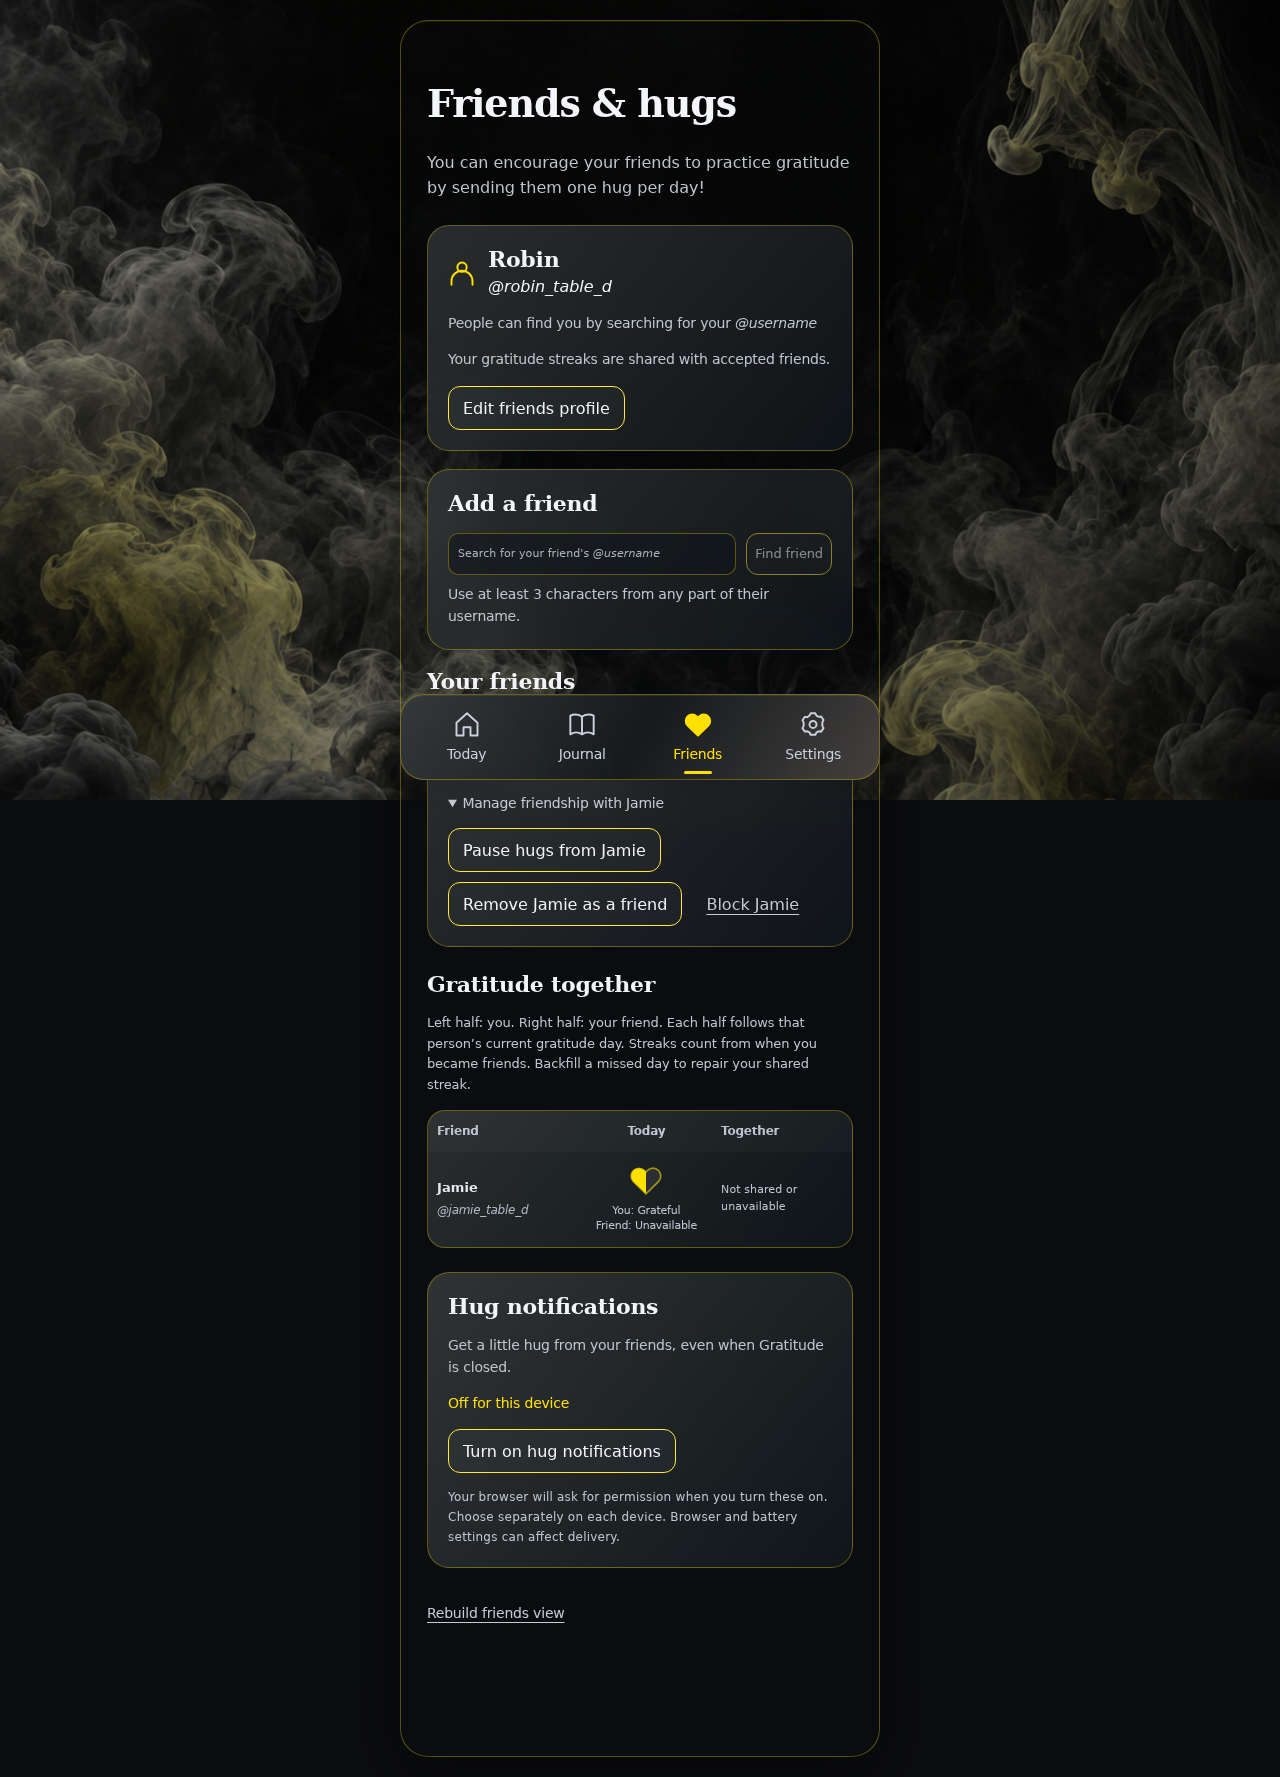 Friends & hugs
You can encourage your friends to practice gratitude
by sending them one hug per day!
Robin
@robin_table_d
People can find you by searching for your @username
Your gratitude streaks are shared with accepted friends.
Edit friends profile
Add a friend
Search for your friend's @username
Find friend
Use at least 3 characters from any part of their
username.
Your friends
Today
Journal
Friends
Settings
▼ Manage friendship with Jamie
Pause hugs from Jamie
Remove Jamie as a friend
Block Jamie
Gratitude together
Left half: you. Right half: your friend. Each half follows that
person’s current gratitude day. Streaks count from when you
became friends. Backfill a missed day to repair your shared
streak.
Friend Today Together
Jamie
@jamie_table_d
You: Grateful
Friend: Unavailable
Not shared or
unavailable
Hug notifications
Get a little hug from your friends, even when Gratitude
is closed.
Off for this device
Turn on hug notifications
Your browser will ask for permission when you turn these on.
Choose separately on each device. Browser and battery
settings can affect delivery.
Rebuild friends view